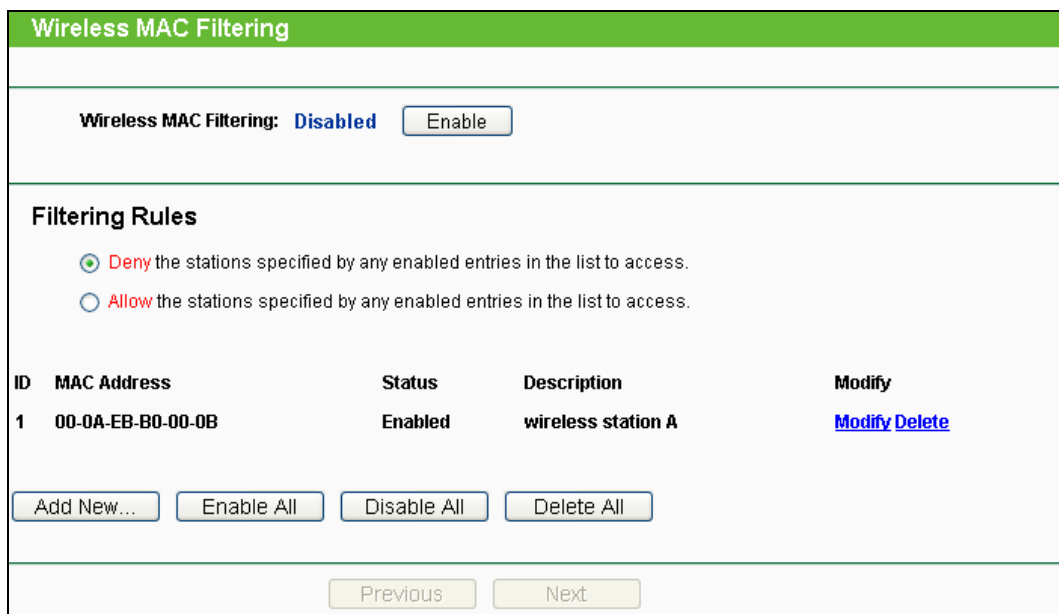 Wireless MAC Filtering
Wireless MAC Filtering: Disabled Enable
Filtering Rules
Deny the stations specified by any enabled entries in the list to access.
Allow the stations specified by any enabled entries in the list to access.
ID MAC Address Status Description Modify
1 00-0A-EB-B0-00-0B Enabled wireless station A Modify Delete
Add New... Enable All Disable All Delete All
Previous Next